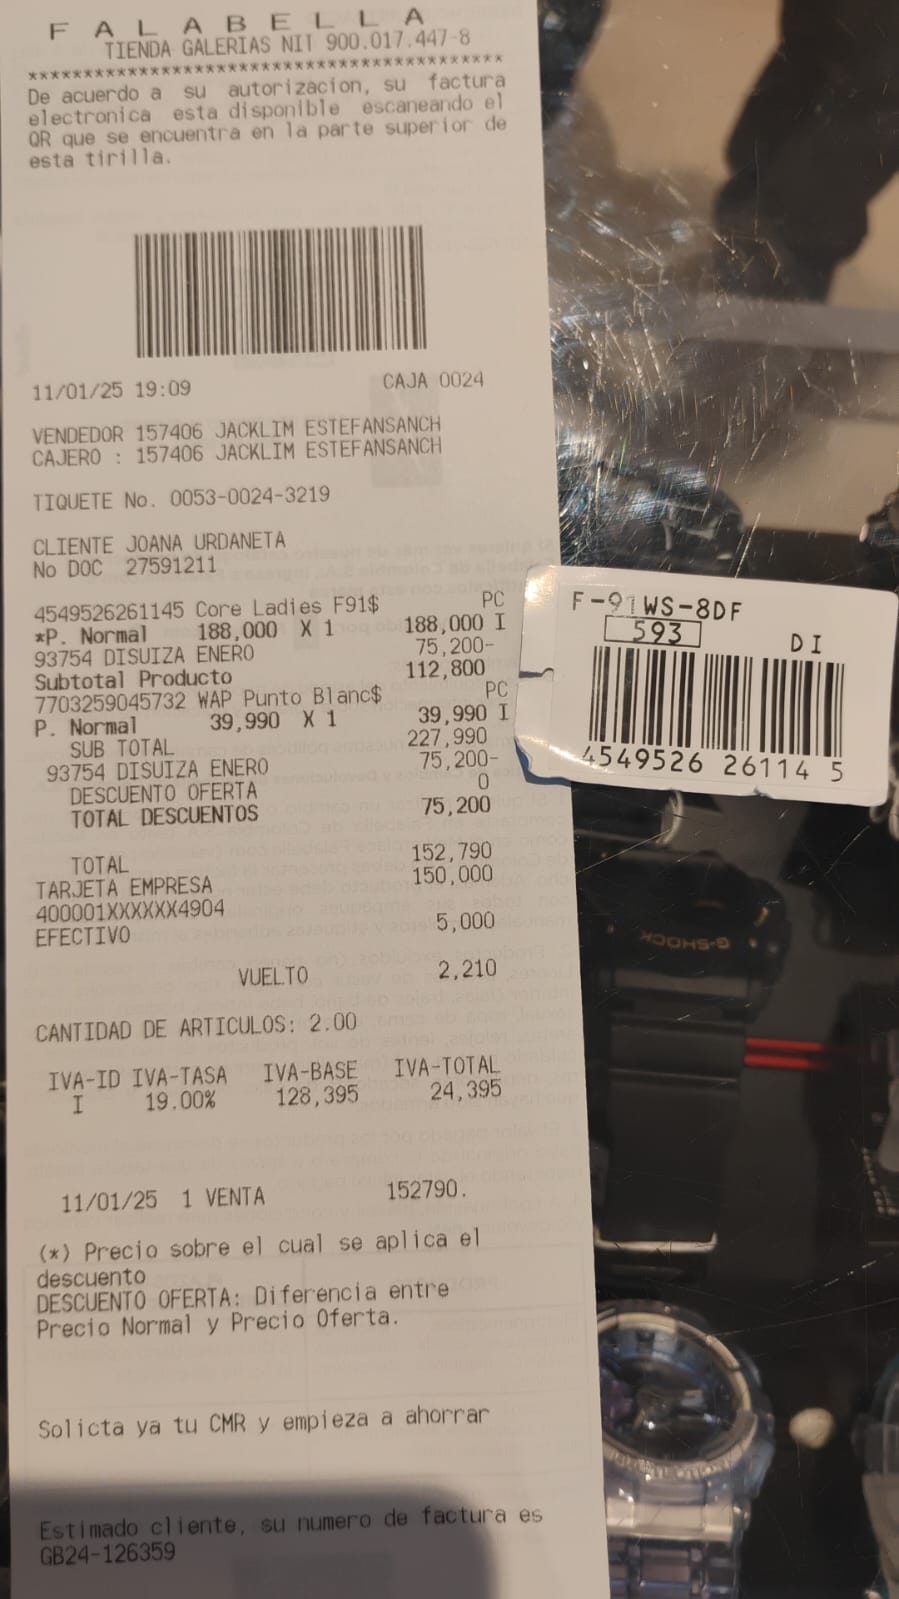 FALABELLA
TIENDA GALERIAS NIT 900.017.447-8
******************************************
De acuerdo a su autorizacion, su factura
electronica esta disponible escaneando el
QR que se encuentra en la parte superior de
esta tirilla.
11/01/25 19:09 CAJA 0024
VENDEDOR 157406 JACKLIM ESTEFANSANCH
CAJERO : 157406 JACKLIM ESTEFANSANCH
TIQUETE No. 0053-0024-3219
CLIENTE JOANA URDANETA
No DOC 27591211
4549526261145 Core Ladies F91$ PC
*P. Normal 188,000 X 1 188,000 I
93754 DISUIZA ENERO 75,200-
Subtotal Producto 112,800
7703259045732 WAP Punto Blanc$ PC
P. Normal 39,990 X 1 39,990 I
SUB TOTAL 227,990
93754 DISUIZA ENERO 75,200-
DESCUENTO OFERTA 0
TOTAL DESCUENTOS 75,200
TOTAL 152,790
TARJETA EMPRESA 150,000
400001XXXXXX4904
EFECTIVO 5,000
VUELTO 2,210
CANTIDAD DE ARTICULOS: 2.00
IVA-ID IVA-TASA IVA-BASE IVA-TOTAL
I 19.00% 128,395 24,395
11/01/25 1 VENTA 152790.
(*) Precio sobre el cual se aplica el
descuento
DESCUENTO OFERTA: Diferencia entre
Precio Normal y Precio Oferta.
Solicta ya tu CMR y empieza a ahorrar
Estimado cliente, su numero de factura es
GB24-126359
F-91WS-8DF
593 DI
4549526 26114 5
G-SHOCK